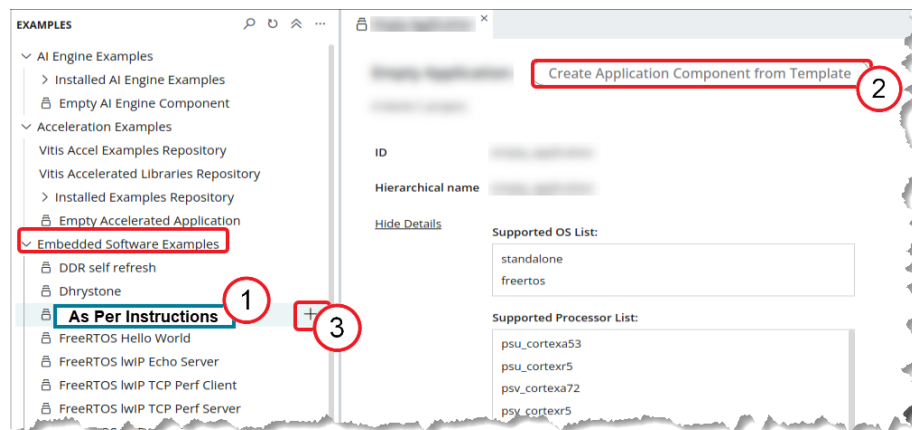 EXAMPLES
AI Engine Examples
Installed AI Engine Examples
Empty AI Engine Component
Acceleration Examples
Vitis Accel Examples Repository
Vitis Accelerated Libraries Repository
Installed Examples Repository
Empty Accelerated Application
Embedded Software Examples
DDR self refresh
Dhrystone
As Per Instructions
1
3
FreeRTOS Hello World
FreeRTOS lwIP Echo Server
FreeRTOS lwIP TCP Perf Client
FreeRTOS lwIP TCP Perf Server
Create Application Component from Template
2
ID
Hierarchical name
Hide Details
Supported OS List:
standalone
freertos
Supported Processor List:
psu_cortexa53
psu_cortexr5
psv_cortexa72
psv_cortexr5